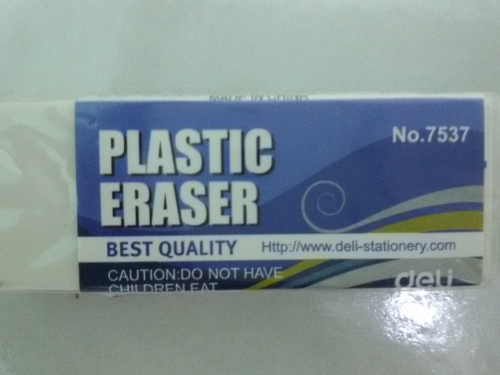 PLASTIC
ERASER
No.7537
BEST QUALITY Http://www.deli-stationery.com
CAUTION:DO NOT HAVE
CHILDREN EAT
deli